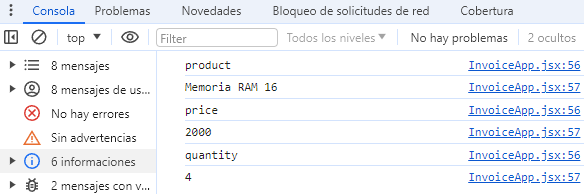 Consola Problemas Novedades Bloqueo de solicitudes de red Cobertura
top Filter Todos los niveles No hay problemas 2 ocultos
8 mensajes
8 mensajes de us...
No hay errores
Sin advertencias
6 informaciones
2 mensajes con v...
product InvoiceApp.jsx:56
Memoria RAM 16 InvoiceApp.jsx:57
price InvoiceApp.jsx:56
2000 InvoiceApp.jsx:57
quantity InvoiceApp.jsx:56
4 InvoiceApp.jsx:57